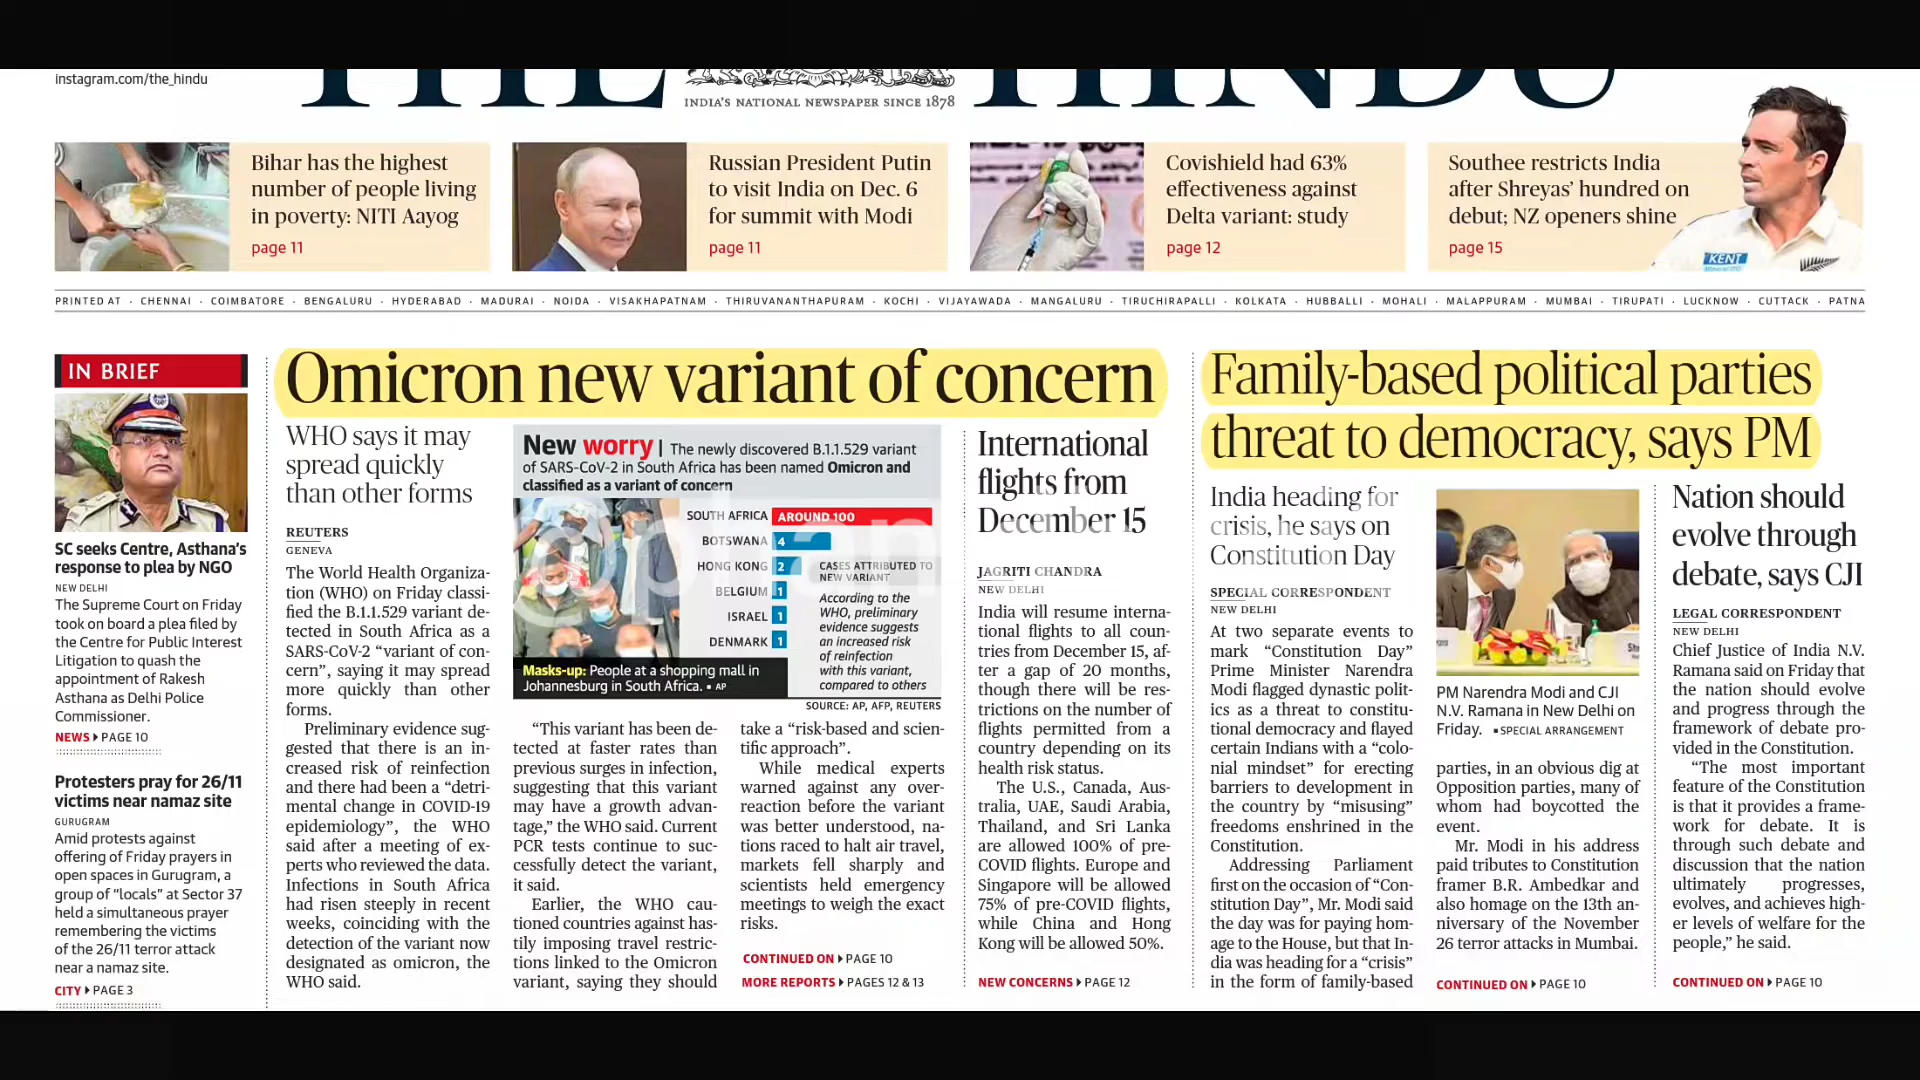 instagram.com/the_hindu
THE HINDU
INDIA'S NATIONAL NEWSPAPER SINCE 1878
Bihar has the highest
number of people living
in poverty: NITI Aayog
page 11
Russian President Putin
to visit India on Dec. 6
for summit with Modi
page 11
Covishield had 63%
effectiveness against
Delta variant: study
page 12
Southee restricts India
after Shreyas' hundred on
debut; NZ openers shine
page 15
KENT
PRINTED AT · CHENNAI · COIMBATORE · BENGALURU · HYDERABAD · MADURAI · NOIDA · VISAKHAPATNAM · THIRUVANANTHAPURAM · KOCHI · VIJAYAWADA · MANGALURU · TIRUCHIRAPALLI · KOLKATA · HUBBALLI · MOHALI · MALAPPURAM · MUMBAI · TIRUPATI · LUCKNOW · CUTTACK · PATNA
IN BRIEF
SC seeks Centre, Asthana's
response to plea by NGO
NEW DELHI
The Supreme Court on Friday
took on board a plea filed by
the Centre for Public Interest
Litigation to quash the
appointment of Rakesh
Asthana as Delhi Police
Commissioner.
NEWS PAGE 10
Protesters pray for 26/11
victims near namaz site
GURUGRAM
Amid protests against
offering of Friday prayers in
open spaces in Gurugram, a
group of "locals" at Sector 37
held a simultaneous prayer
remembering the victims
of the 26/11 terror attack
near a namaz site.
CITY PAGE 3
Omicron new variant of concern
WHO says it may
spread quickly
than other forms
REUTERS
GENEVA
The World Health Organiza-
tion (WHO) on Friday classi-
fied the B.1.1.529 variant de-
tected in South Africa as a
SARS-CoV-2 "variant of con-
cern", saying it may spread
more quickly than other
forms.
Preliminary evidence sug-
gested that there is an in-
creased risk of reinfection
and there had been a "detri-
mental change in COVID-19
epidemiology", the WHO
said after a meeting of ex-
perts who reviewed the data.
Infections in South Africa
had risen steeply in recent
weeks, coinciding with the
detection of the variant now
designated as omicron, the
WHO said.
New worry | The newly discovered B.1.1.529 variant
of SARS-CoV-2 in South Africa has been named Omicron and
classified as a variant of concern
SOUTH AFRICA AROUND 100
BOTSWANA 4
HONG KONG 2
BELGIUM 1
ISRAEL 1
DENMARK 1
CASES ATTRIBUTED TO
NEW VARIANT
According to the
WHO, preliminary
evidence suggests
an increased risk
of reinfection
with this variant,
compared to others
Masks-up: People at a shopping mall in
Johannesburg in South Africa. ▪ AP
SOURCE: AP, AFP, REUTERS
"This variant has been de-
tected at faster rates than
previous surges in infection,
suggesting that this variant
may have a growth advan-
tage," the WHO said. Current
PCR tests continue to suc-
cessfully detect the variant,
it said.
Earlier, the WHO cau-
tioned countries against has-
tily imposing travel restric-
tions linked to the Omicron
variant, saying they should
take a "risk-based and scien-
tific approach".
While medical experts
warned against any over-
reaction before the variant
was better understood, na-
tions raced to halt air travel,
markets fell sharply and
scientists held emergency
meetings to weigh the exact
risks.
CONTINUED ON PAGE 10
MORE REPORTS PAGES 12 & 13
International
flights from
December 15
JAGRITI CHANDRA
NEW DELHI
India will resume interna-
tional flights to all coun-
tries from December 15, af-
ter a gap of 20 months,
though there will be res-
trictions on the number of
flights permitted from a
country depending on its
health risk status.
The U.S., Canada, Aus-
tralia, UAE, Saudi Arabia,
Thailand, and Sri Lanka
are allowed 100% of pre-
COVID flights. Europe and
Singapore will be allowed
75% of pre-COVID flights,
while China and Hong
Kong will be allowed 50%.
NEW CONCERNS PAGE 12
Family-based political parties
threat to democracy, says PM
India heading for
crisis, he says on
Constitution Day
SPECIAL CORRESPONDENT
NEW DELHI
At two separate events to
mark "Constitution Day"
Prime Minister Narendra
Modi flagged dynastic polit-
ics as a threat to constitu-
tional democracy and flayed
certain Indians with a "colo-
nial mindset" for erecting
barriers to development in
the country by "misusing"
freedoms enshrined in the
Constitution.
Addressing Parliament
first on the occasion of "Con-
stitution Day", Mr. Modi said
the day was for paying hom-
age to the House, but that In-
dia was heading for a "crisis"
in the form of family-based
PM Narendra Modi and CJI
N.V. Ramana in New Delhi on
Friday. ▪ SPECIAL ARRANGEMENT
parties, in an obvious dig at
Opposition parties, many of
whom had boycotted the
event.
Mr. Modi in his address
paid tributes to Constitution
framer B.R. Ambedkar and
also homage on the 13th an-
niversary of the November
26 terror attacks in Mumbai.
CONTINUED ON PAGE 10
Nation should
evolve through
debate, says CJI
LEGAL CORRESPONDENT
NEW DELHI
Chief Justice of India N.V.
Ramana said on Friday that
the nation should evolve
and progress through the
framework of debate pro-
vided in the Constitution.
"The most important
feature of the Constitution
is that it provides a frame-
work for debate. It is
through such debate and
discussion that the nation
ultimately progresses,
evolves, and achieves high-
er levels of welfare for the
people," he said.
CONTINUED ON PAGE 10